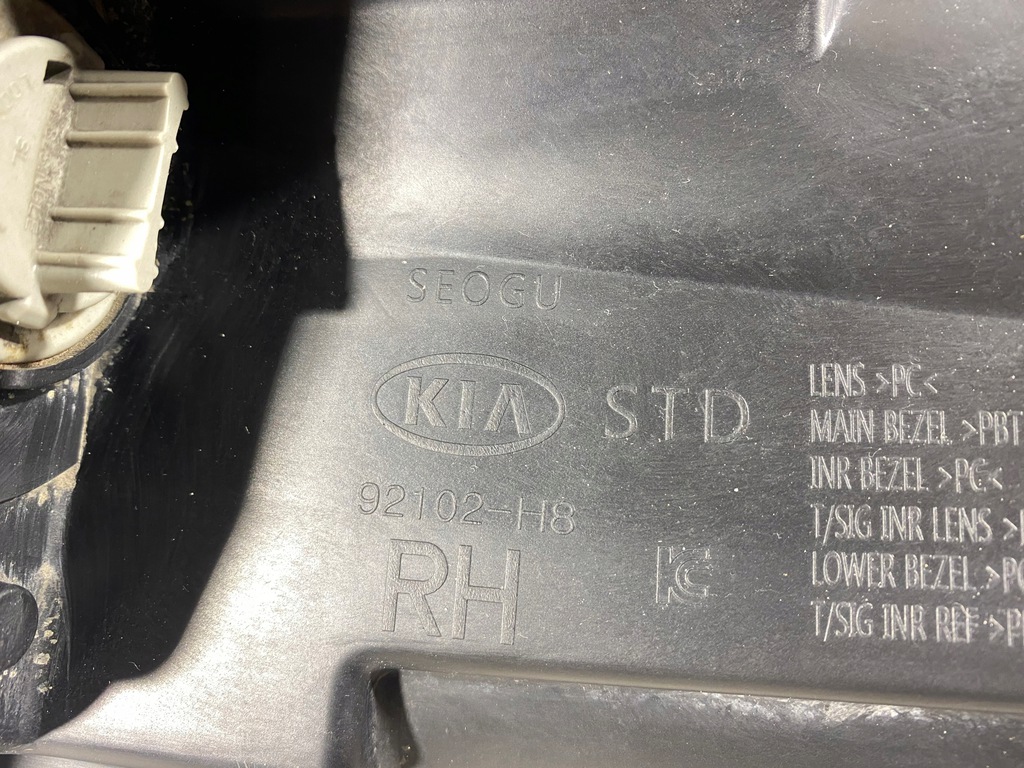 SEOGU
KIA STD
92102-H8
RH
KC
LENS >PC<
MAIN BEZEL >PBT
INR BEZEL >PC<
T/SIG INR LENS >
LOWER BEZEL >PC
T/SIG INR REF >P